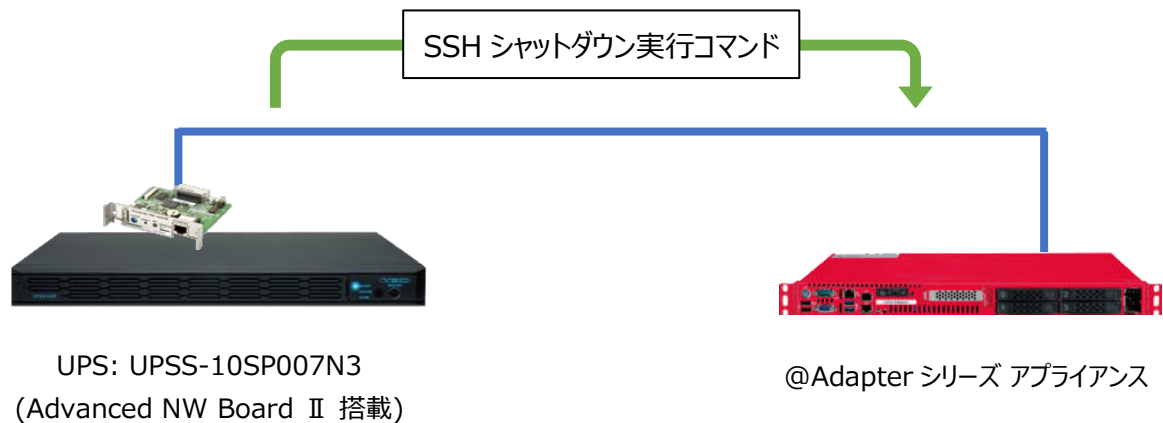 SSH シャットダウン実行コマンド
UPS: UPSS-10SP007N3
(Advanced NW Board Ⅱ 搭載)
@Adapter シリーズ アプライアンス